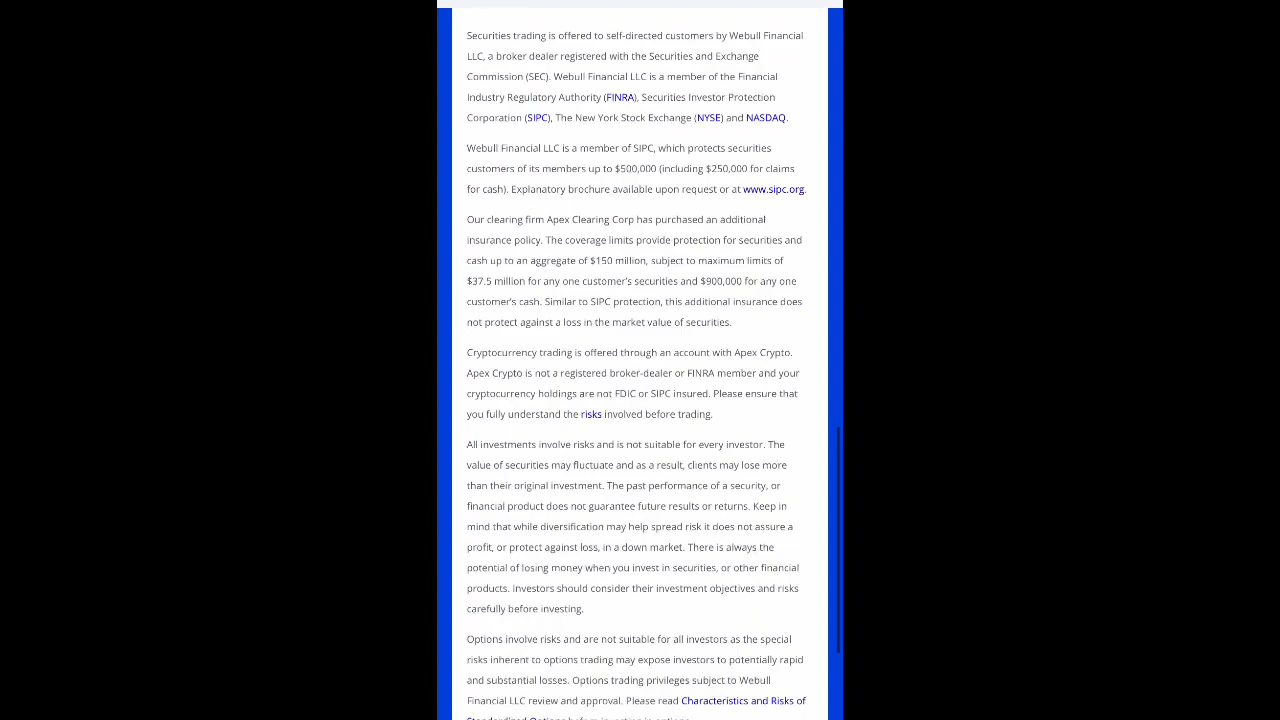 Securities trading is offered to self-directed customers by Webull Financial
LLC, a broker dealer registered with the Securities and Exchange
Commission (SEC). Webull Financial LLC is a member of the Financial
Industry Regulatory Authority (FINRA), Securities Investor Protection
Corporation (SIPC), The New York Stock Exchange (NYSE) and NASDAQ.
Webull Financial LLC is a member of SIPC, which protects securities
customers of its members up to $500,000 (including $250,000 for claims
for cash). Explanatory brochure available upon request or at www.sipc.org.
Our clearing firm Apex Clearing Corp has purchased an additional
insurance policy. The coverage limits provide protection for securities and
cash up to an aggregate of $150 million, subject to maximum limits of
$37.5 million for any one customer's securities and $900,000 for any one
customer's cash. Similar to SIPC protection, this additional insurance does
not protect against a loss in the market value of securities.
Cryptocurrency trading is offered through an account with Apex Crypto.
Apex Crypto is not a registered broker-dealer or FINRA member and your
cryptocurrency holdings are not FDIC or SIPC insured. Please ensure that
you fully understand the risks involved before trading.
All investments involve risks and is not suitable for every investor. The
value of securities may fluctuate and as a result, clients may lose more
than their original investment. The past performance of a security, or
financial product does not guarantee future results or returns. Keep in
mind that while diversification may help spread risk it does not assure a
profit, or protect against loss, in a down market. There is always the
potential of losing money when you invest in securities, or other financial
products. Investors should consider their investment objectives and risks
carefully before investing.
Options involve risks and are not suitable for all investors as the special
risks inherent to options trading may expose investors to potentially rapid
and substantial losses. Options trading privileges subject to Webull
Financial LLC review and approval. Please read Characteristics and Risks of
Standardized Options before investing in options.